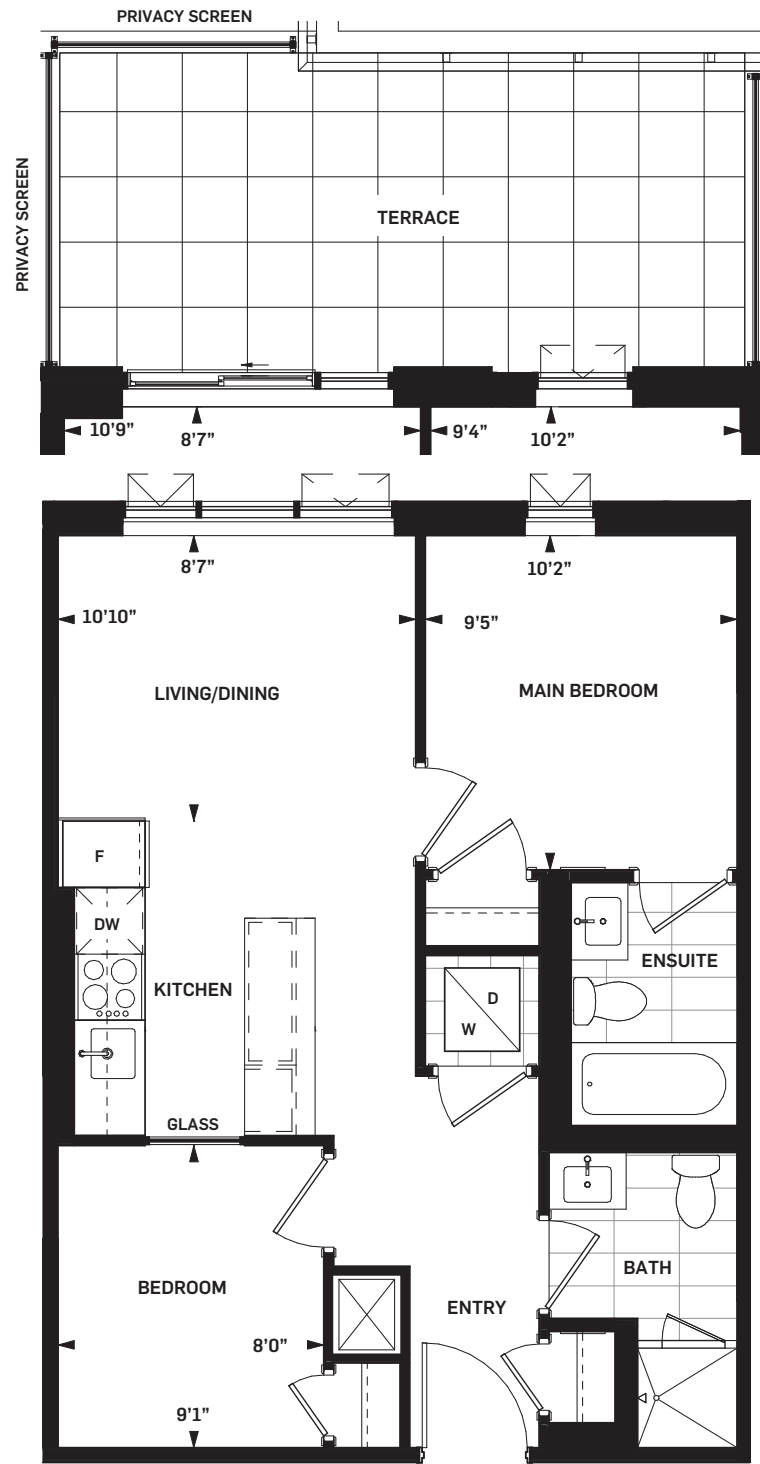 PRIVACY SCREEN
PRIVACY SCREEN
TERRACE
10'9"
8'7"
9'4"
10'2"
8'7"
10'2"
10'10"
9'5"
LIVING/DINING
MAIN BEDROOM
F
DW
KITCHEN
ENSUITE
D
W
GLASS
BATH
BEDROOM
ENTRY
8'0"
9'1"